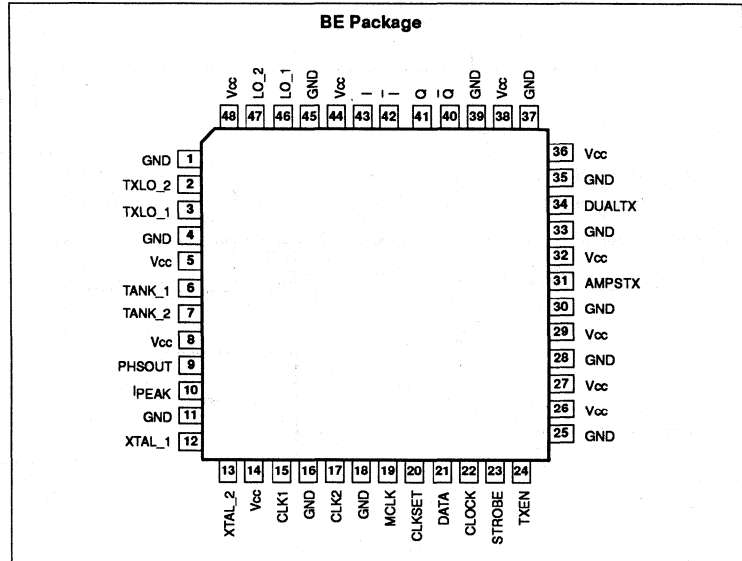 BE Package
Vcc
LO_2
LO_1
GND
Vcc
I
I̅
Q
Q̅
GND
Vcc
GND
48 47 46 45 44 43 42 41 40 39 38 37
GND 1
TXLO_2 2
TXLO_1 3
GND 4
Vcc 5
TANK_1 6
TANK_2 7
Vcc 8
PHSOUT 9
IPEAK 10
GND 11
XTAL_1 12
36 Vcc
35 GND
34 DUALTX
33 GND
32 Vcc
31 AMPSTX
30 GND
29 Vcc
28 GND
27 Vcc
26 Vcc
25 GND
13 14 15 16 17 18 19 20 21 22 23 24
XTAL_2
Vcc
CLK1
GND
CLK2
GND
MCLK
CLKSET
DATA
CLOCK
STROBE
TXEN